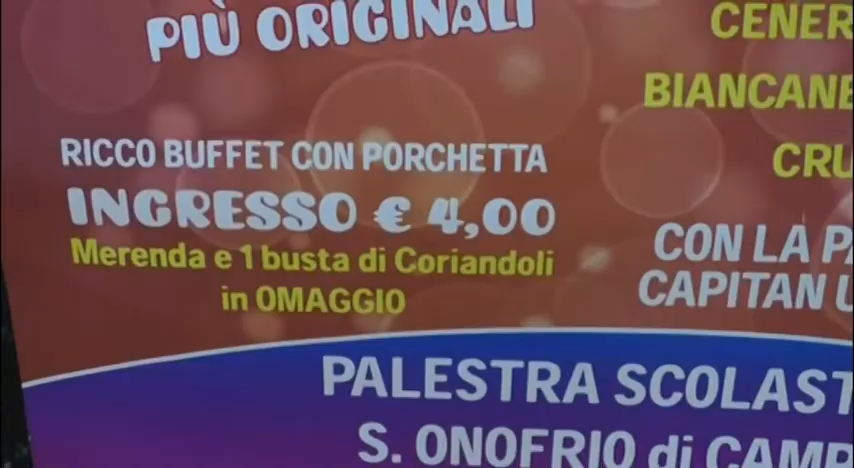 PIÙ ORIGINALI
CENER
BIANCANE
CRU
RICCO BUFFET CON PORCHETTA
INGRESSO € 4,00
Merenda e 1 busta di Coriandoli
in OMAGGIO
CON LA PA
CAPITAN U
PALESTRA SCOLAST
S. ONOFRIO di CAMP